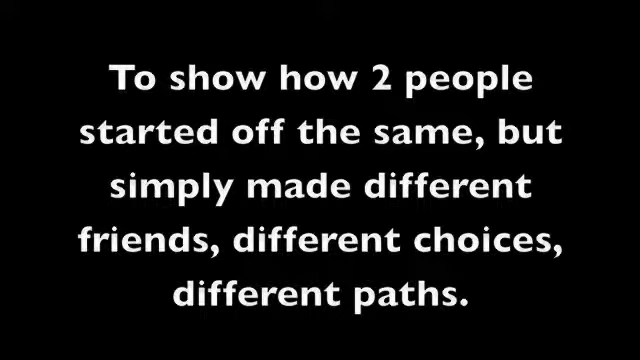 To show how 2 people
started off the same, but
simply made different
friends, different choices,
different paths.